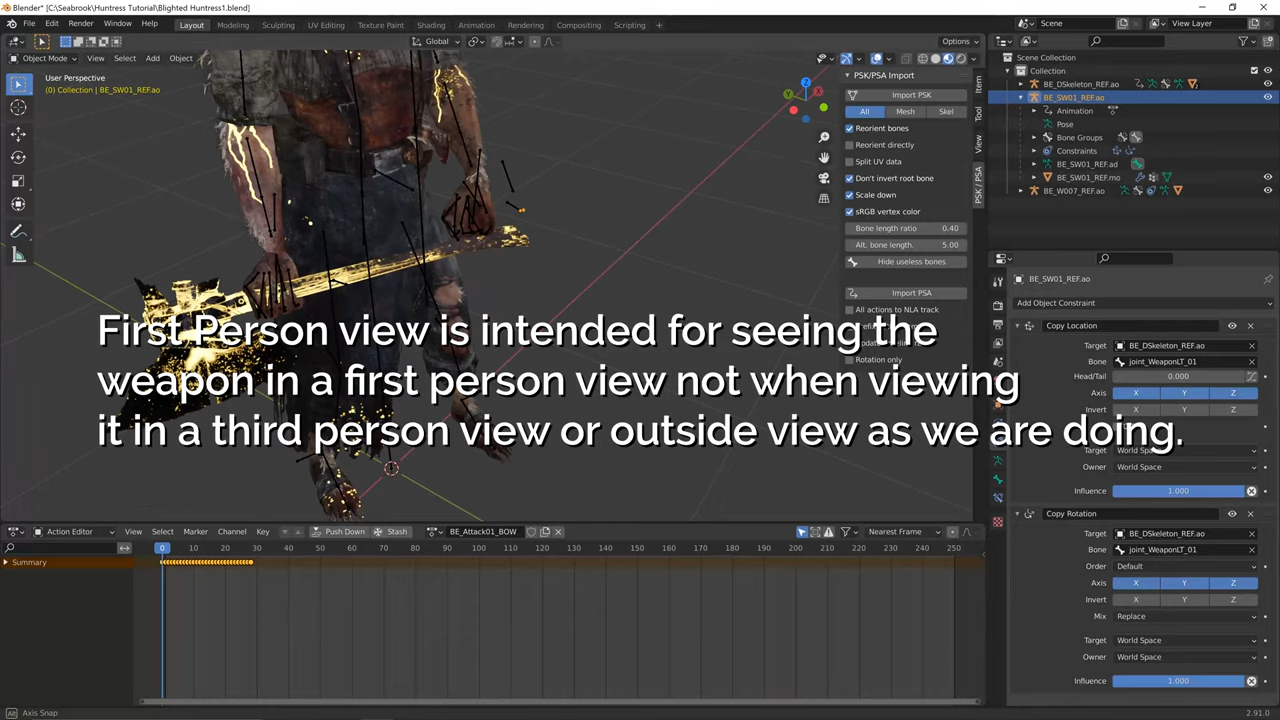 Blender* [C:\Seabrook\Huntress Tutorial\Blighted Huntress1.blend]
File Edit Render Window Help Layout Modeling Sculpting UV Editing Texture Paint Shading Animation Rendering Compositing Scripting + Scene View Layer
Global Options
Object Mode View Select Add Object
User Perspective
(0) Collection | BE_SW01_REF.ao
X
Y
Z
PSK/PSA Import
Import PSK
All Mesh Skel
Reorient bones
Reorient directly
Split UV data
Don't invert root bone
Scale down
sRGB vertex color
Bone length ratio 0.40
Alt. bone length. 5.00
Hide useless bones
Import PSA
All actions to NLA track
Rotation only
Item
Tool
View
PSK / PSA
Scene Collection
Collection
BE_DSkeleton_REF.ao
BE_SW01_REF.ao
Animation
Pose
Bone Groups
Constraints
BE_SW01_REF.ad
BE_SW01_REF.mo
BE_W007_REF.ao
BE_SW01_REF.ao
Add Object Constraint
Copy Location
Target BE_DSkeleton_REF.ao
Bone joint_WeaponLT_01
Head/Tail 0.000
Axis X Y Z
Invert X Y Z
Target World Space
Owner World Space
Influence 1.000
Copy Rotation
Target BE_DSkeleton_REF.ao
Bone joint_WeaponLT_01
Order Default
Axis X Y Z
Invert X Y Z
Mix Replace
Target World Space
Owner World Space
Influence 1.000
First Person view is intended for seeing the
weapon in a first person view not when viewing
it in a third person view or outside view as we are doing.
Action Editor View Select Marker Channel Key Push Down Stash BE_Attack01_BOW Nearest Frame
0 10 20 30 40 50 60 70 80 90 100 110 120 130 140 150 160 170 180 190 200 210 220 230 240 250
Summary
Axis Snap
2.91.0